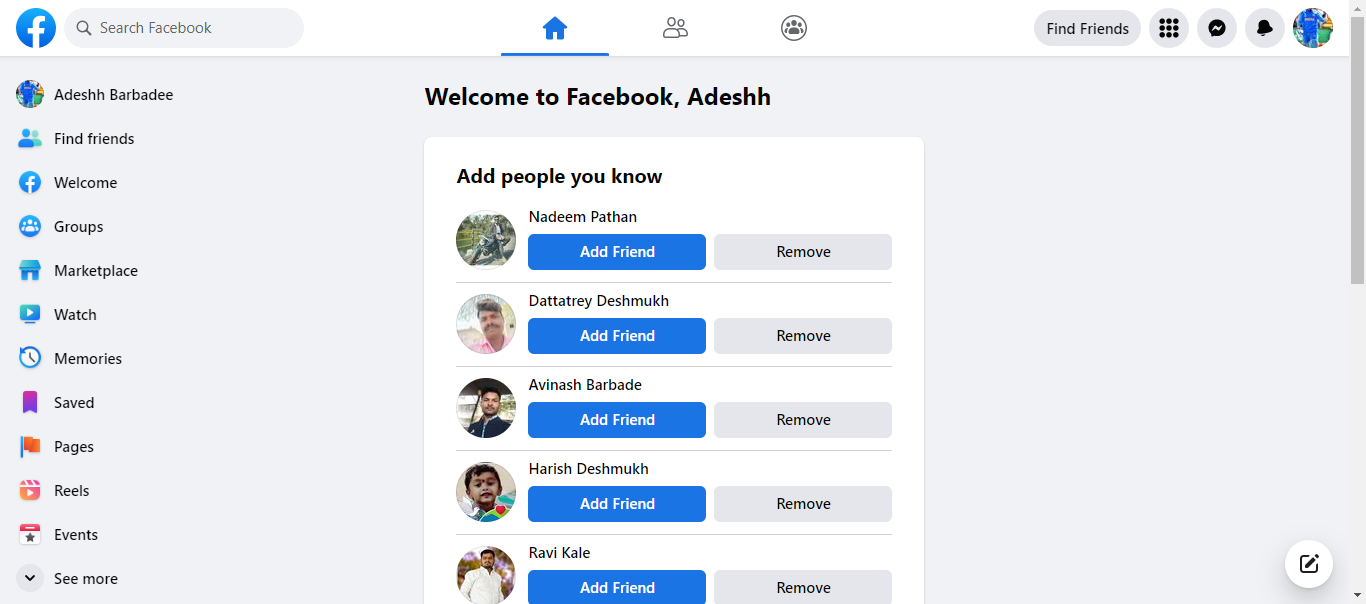 Search Facebook
Find Friends
Adeshh Barbadee
Find friends
Welcome
Groups
Marketplace
Watch
Memories
Saved
Pages
Reels
Events
See more
Welcome to Facebook, Adeshh
Add people you know
Nadeem Pathan
Add Friend Remove
Dattatrey Deshmukh
Add Friend Remove
Avinash Barbade
Add Friend Remove
Harish Deshmukh
Add Friend Remove
Ravi Kale
Add Friend Remove